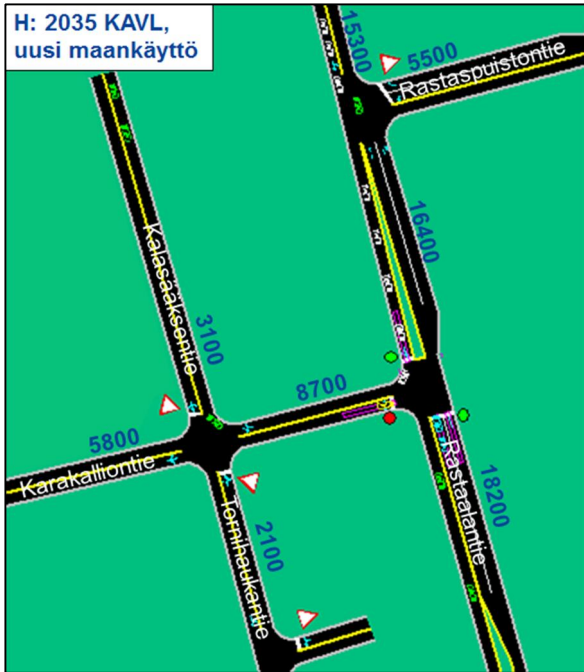 H: 2035 KAVL,
uusi maankäyttö
15300
5500
Rastaspuistontie
16400
Kalasääksentie
3100
8700
5800
Karakalliontie
Tornihaukantie
2100
Rastaalantie
18200